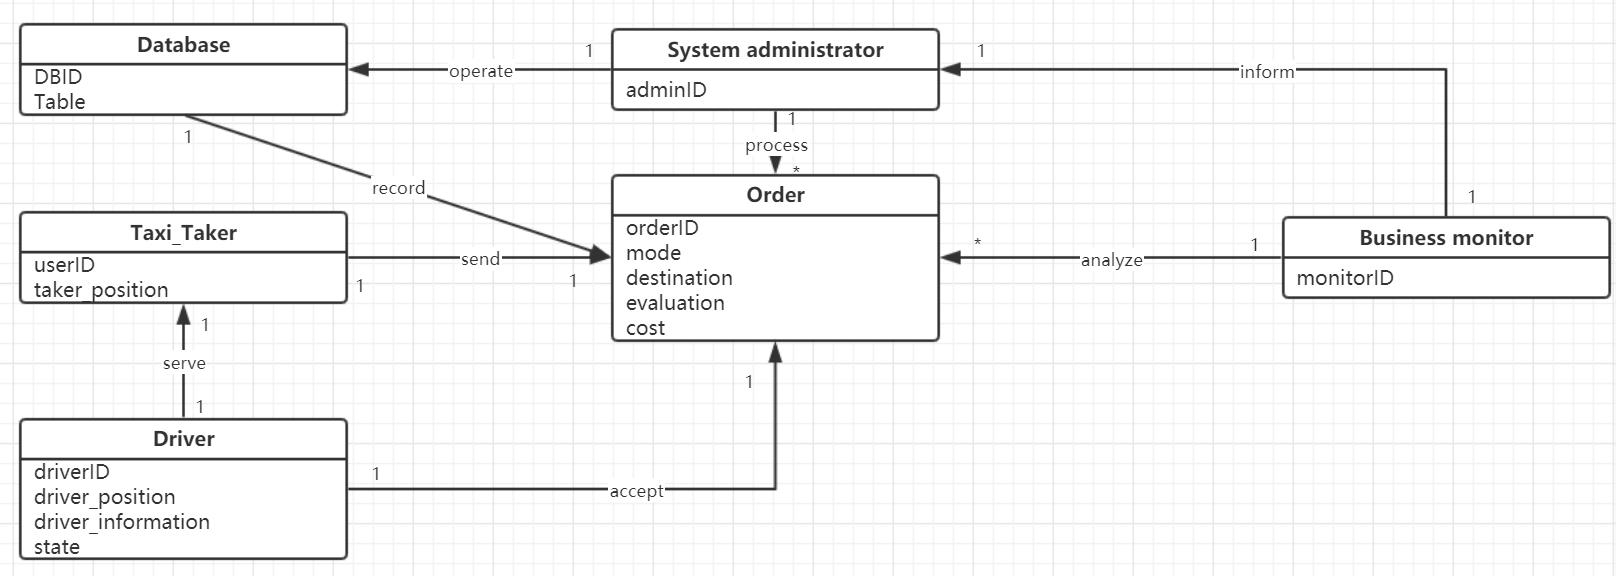 Database
DBID
Table
1
operate
1
System administrator
adminID
1
inform
1
1
process
*
1
record
Order
orderID
mode
destination
evaluation
cost
Taxi_Taker
userID
taker_position
send
1
1
*
analyze
1
Business monitor
monitorID
1
serve
1
Driver
driverID
driver_position
driver_information
state
1
accept
1